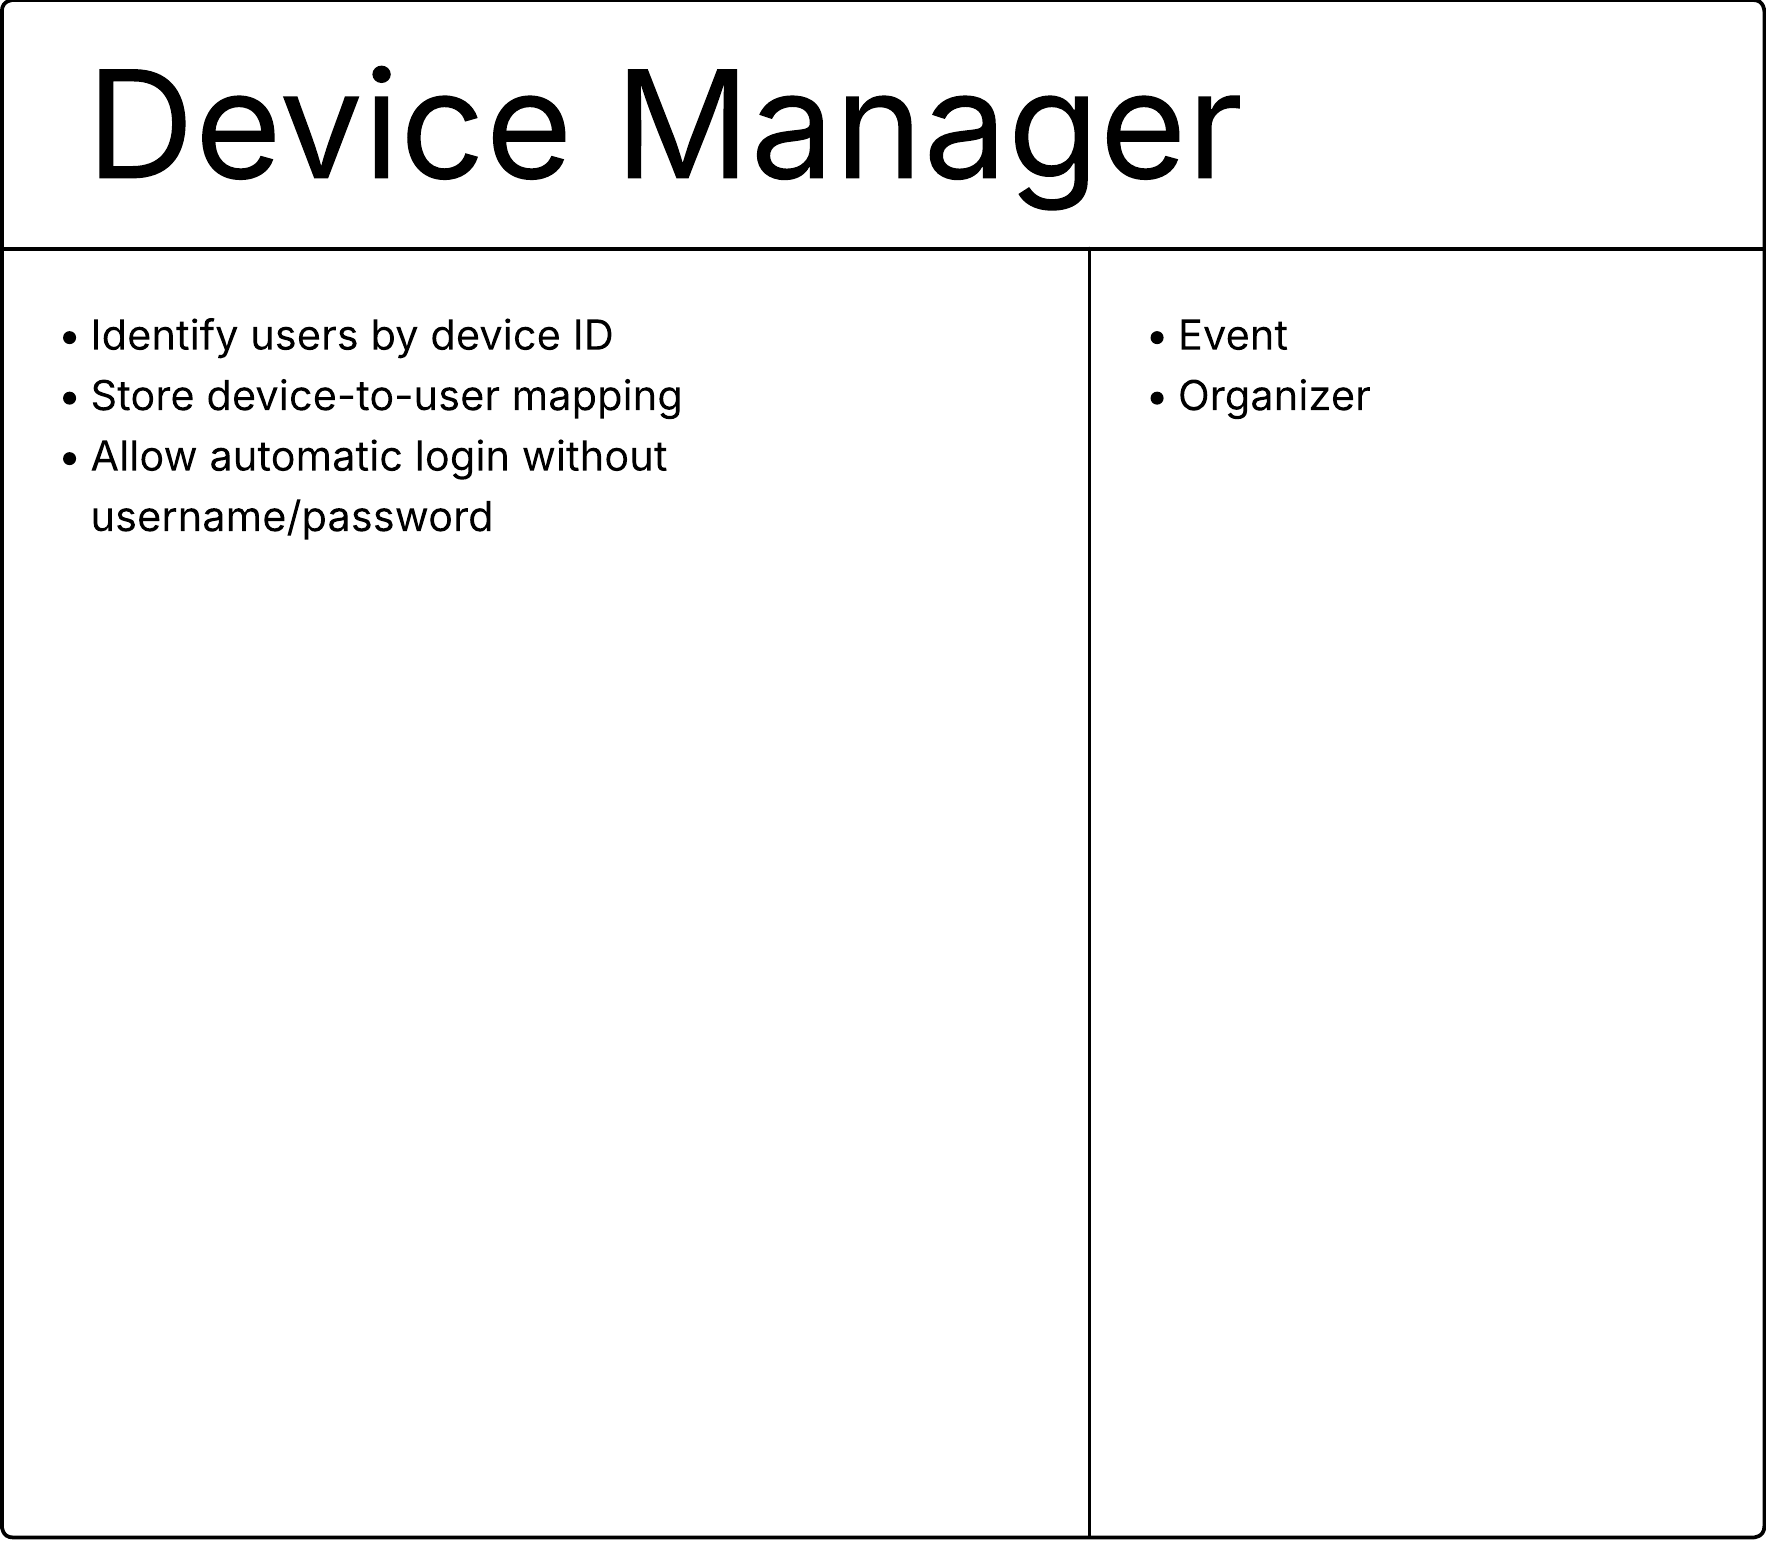 Device Manager
• Identify users by device ID
• Store device-to-user mapping
• Allow automatic login without
username/password
• Event
• Organizer